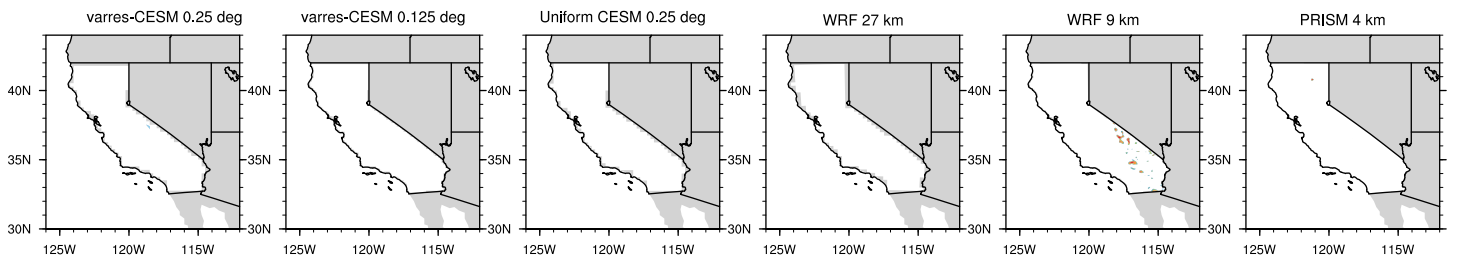 varres-CESM 0.25 deg
varres-CESM 0.125 deg
Uniform CESM 0.25 deg
WRF 27 km
WRF 9 km
PRISM 4 km
40N
35N
30N
125W 120W 115W
40N
35N
30N
125W 120W 115W
40N
35N
30N
125W 120W 115W
40N
35N
30N
125W 120W 115W
40N
35N
30N
125W 120W 115W
40N
35N
30N
125W 120W 115W